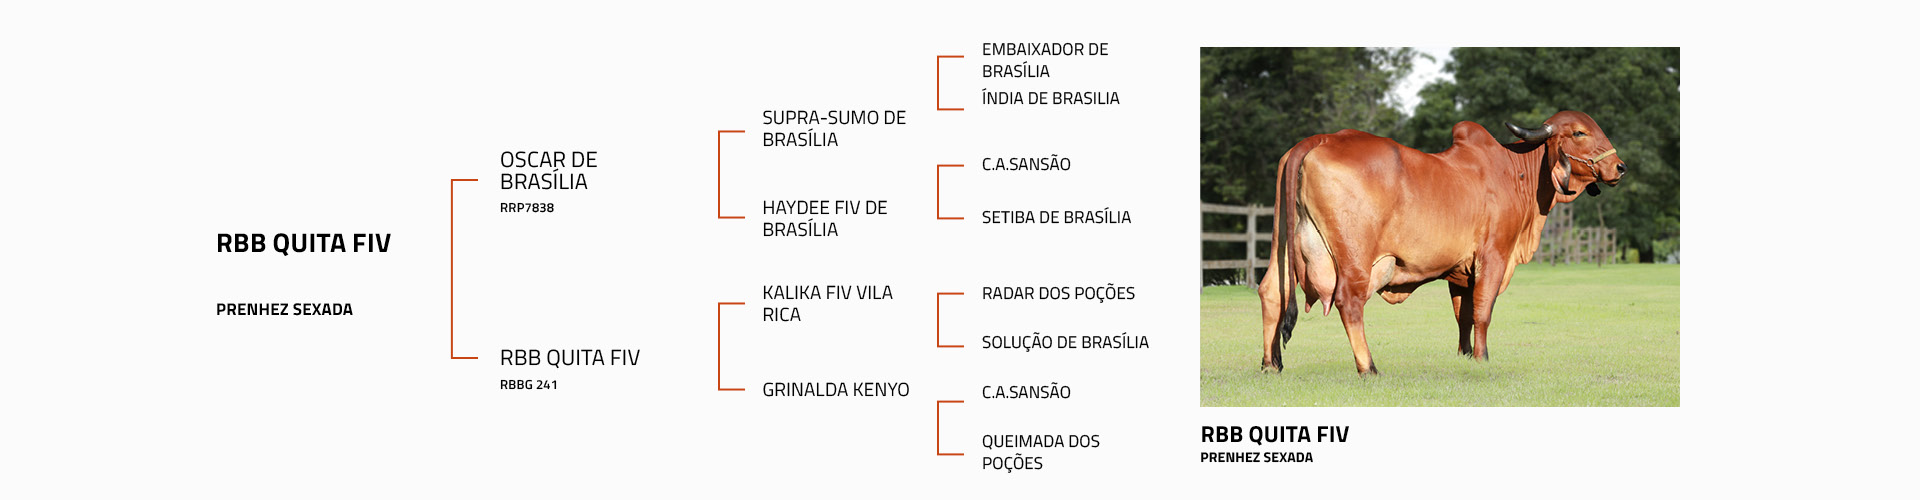 RBB QUITA FIV
PRENHEZ SEXADA
OSCAR DE
BRASÍLIA
RRP7838
RBB QUITA FIV
RBBG 241
SUPRA-SUMO DE
BRASÍLIA
HAYDEE FIV DE
BRASÍLIA
KALIKA FIV VILA
RICA
GRINALDA KENYO
EMBAIXADOR DE
BRASÍLIA
ÍNDIA DE BRASILIA
C.A.SANSÃO
SETIBA DE BRASÍLIA
RADAR DOS POÇÕES
SOLUÇÃO DE BRASÍLIA
C.A.SANSÃO
QUEIMADA DOS
POÇÕES
RBB QUITA FIV
PRENHEZ SEXADA